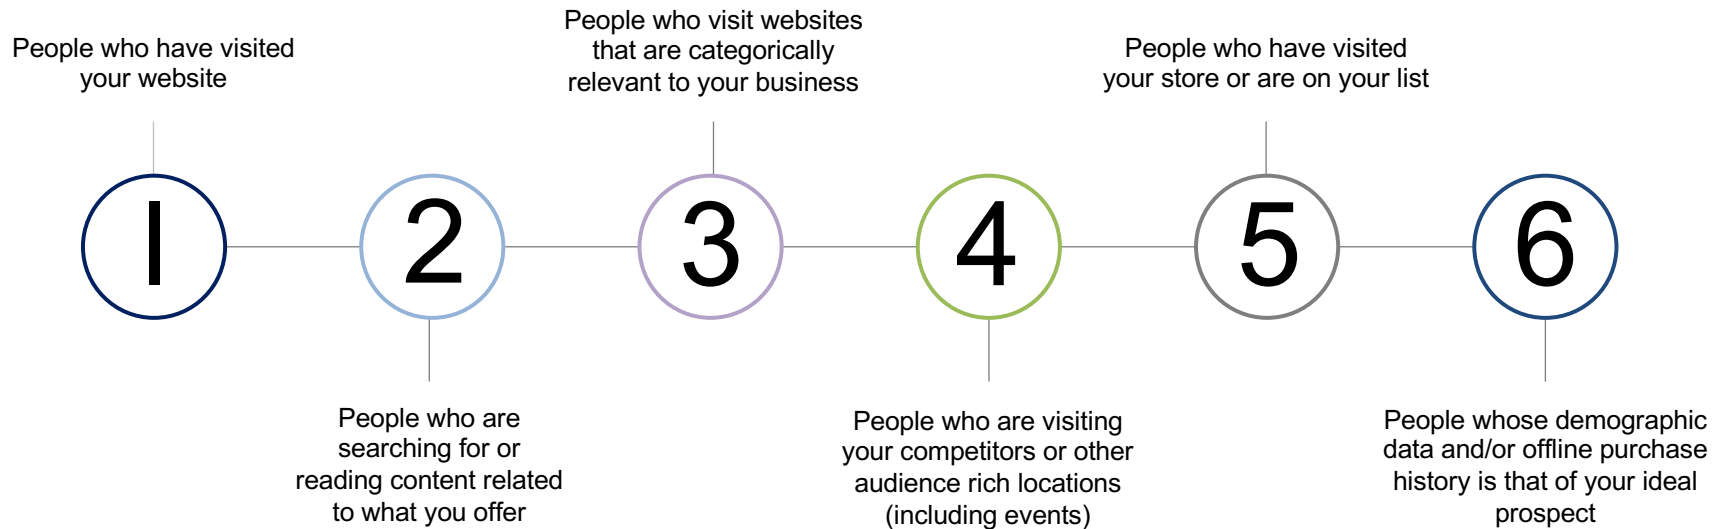 People who have visited
your website
1
2
People who are
searching for or
reading content related
to what you offer
People who visit websites
that are categorically
relevant to your business
3
4
People who are visiting
your competitors or other
audience rich locations
(including events)
People who have visited
your store or are on your list
5
6
People whose demographic
data and/or offline purchase
history is that of your ideal
prospect